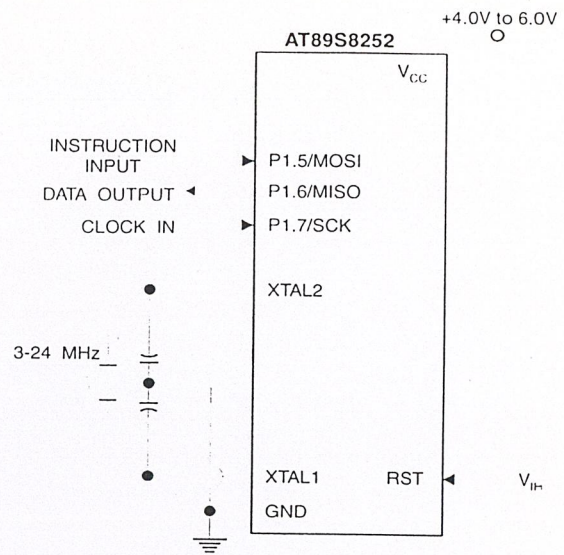 +4.0V to 6.0V
AT89S8252
VCC
INSTRUCTION
INPUT
P1.5/MOSI
DATA OUTPUT
P1.6/MISO
CLOCK IN
P1.7/SCK
XTAL2
3-24 MHz
XTAL1
RST
VIH
GND